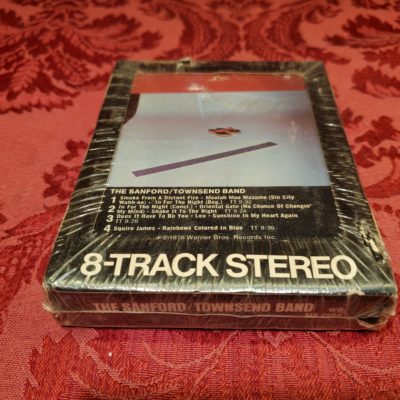 THE SANFORD/TOWNSEND BAND
1 Smoke From A Distant Fire • Mootah Moo Mazuma (Sin City
Wahh-oo) • In For The Night (Beg.) TT 9:32
2 In For The Night (Concl.) • Oriental Gate (No Chance Of Changin'
My Mind) • Shake It To The Right TT 9:
3 Does It Have To Be You • Lou • Sunshine In My Heart Again
TT 9:26
4 Squire James • Rainbows Colored In Blue TT 9:36
℗©1976 Warner Bros. Records Inc.
8-TRACK STEREO
THE SANFORD/TOWNSEND BAND WB